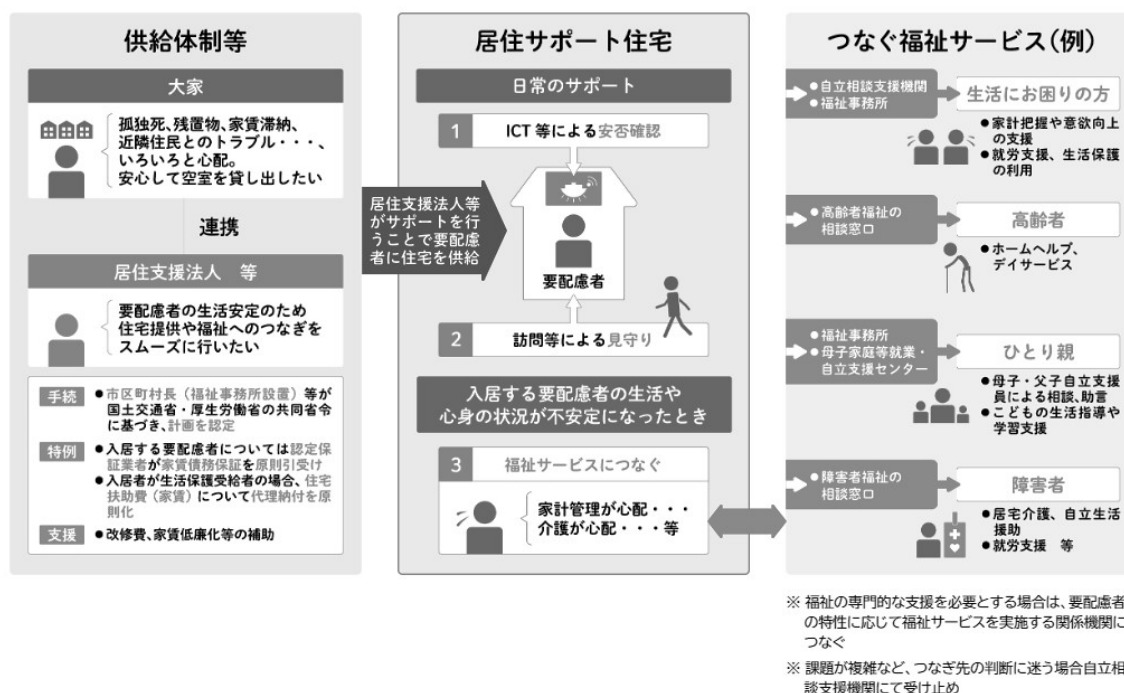 供給体制等
大家
孤独死、残置物、家賃滞納、
近隣住民とのトラブル・・・、
いろいろと心配。
安心して空室を貸し出したい
連携
居住支援法人 等
要配慮者の生活安定のため
住宅提供や福祉へのつなぎを
スムーズに行いたい
手続
●市区町村長（福祉事務所設置）等が
国土交通省・厚生労働省の共同省令
に基づき、計画を認定
特例
●入居する要配慮者については認定保
証業者が家賃債務保証を原則引受け
●入居者が生活保護受給者の場合、住宅
扶助費（家賃）について代理納付を原
則化
支援
●改修費、家賃低廉化等の補助
居住支援法人等
がサポートを行
うことで要配慮
者に住宅を供給
居住サポート住宅
日常のサポート
1 ICT 等による安否確認
要配慮者
2 訪問等による見守り
入居する要配慮者の生活や
心身の状況が不安定になったとき
3 福祉サービスにつなぐ
家計管理が心配・・・
介護が心配・・・等
つなぐ福祉サービス（例）
●自立相談支援機関
●福祉事務所
生活にお困りの方
●家計把握や意欲向上
の支援
●就労支援、生活保護
の利用
●高齢者福祉の
相談窓口
高齢者
●ホームヘルプ、
デイサービス
●福祉事務所
●母子家庭等就業・
自立支援センター
ひとり親
●母子・父子自立支援
員による相談、助言
●こどもの生活指導や
学習支援
●障害者福祉の
相談窓口
障害者
●居宅介護、自立生活
援助
●就労支援 等
※ 福祉の専門的な支援を必要とする場合は、要配慮者
の特性に応じて福祉サービスを実施する関係機関に
つなぐ
※ 課題が複雑など、つなぎ先の判断に迷う場合自立相
談支援機関にて受け止め